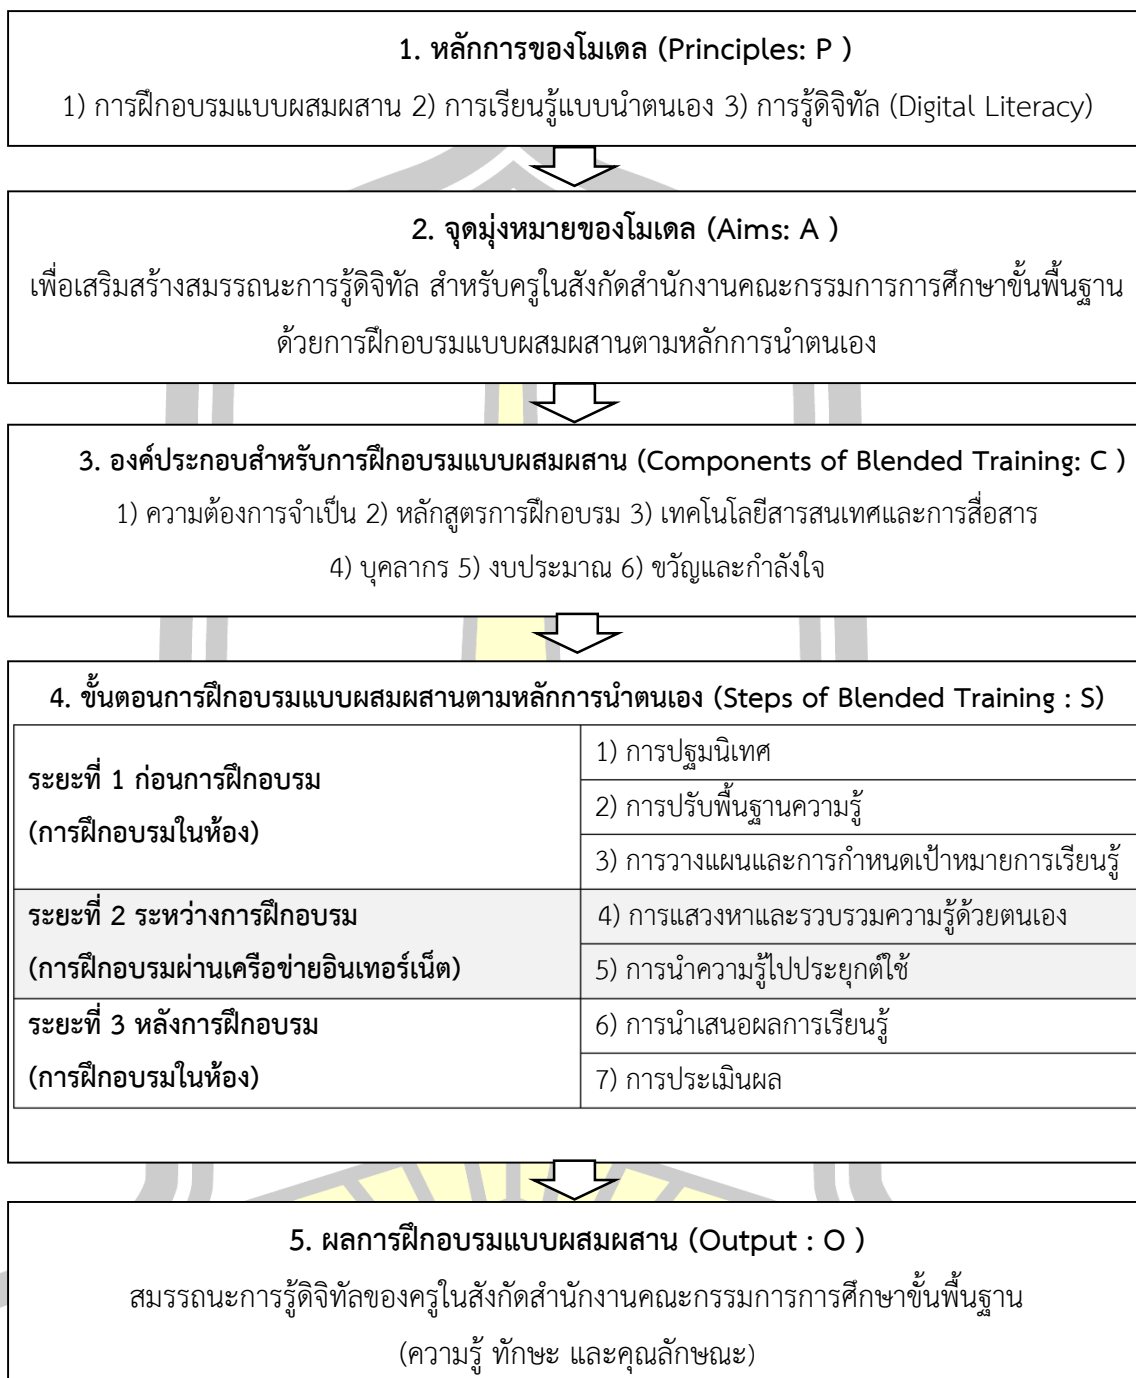 1. หลักการของโมเดล (Principles: P )
1) การฝึกอบรมแบบผสมผสาน 2) การเรียนรู้แบบนำตนเอง 3) การรู้ดิจิทัล (Digital Literacy)
2. จุดมุ่งหมายของโมเดล (Aims: A )
เพื่อเสริมสร้างสมรรถนะการรู้ดิจิทัล สำหรับครูในสังกัดสำนักงานคณะกรรมการการศึกษาขั้นพื้นฐาน
ด้วยการฝึกอบรมแบบผสมผสานตามหลักการนำตนเอง
3. องค์ประกอบสำหรับการฝึกอบรมแบบผสมผสาน (Components of Blended Training: C )
1) ความต้องการจำเป็น 2) หลักสูตรการฝึกอบรม 3) เทคโนโลยีสารสนเทศและการสื่อสาร
4) บุคลากร 5) งบประมาณ 6) ขวัญและกำลังใจ
4. ขั้นตอนการฝึกอบรมแบบผสมผสานตามหลักการนำตนเอง (Steps of Blended Training : S)
ระยะที่ 1 ก่อนการฝึกอบรม
(การฝึกอบรมในห้อง)
1) การปฐมนิเทศ
2) การปรับพื้นฐานความรู้
3) การวางแผนและการกำหนดเป้าหมายการเรียนรู้
ระยะที่ 2 ระหว่างการฝึกอบรม
(การฝึกอบรมผ่านเครือข่ายอินเทอร์เน็ต)
4) การแสวงหาและรวบรวมความรู้ด้วยตนเอง
5) การนำความรู้ไปประยุกต์ใช้
ระยะที่ 3 หลังการฝึกอบรม
(การฝึกอบรมในห้อง)
6) การนำเสนอผลการเรียนรู้
7) การประเมินผล
5. ผลการฝึกอบรมแบบผสมผสาน (Output : O )
สมรรถนะการรู้ดิจิทัลของครูในสังกัดสำนักงานคณะกรรมการการศึกษาขั้นพื้นฐาน
(ความรู้ ทักษะ และคุณลักษณะ)